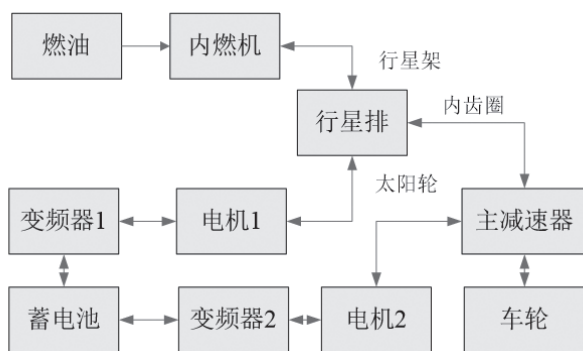 燃油
内燃机
行星架
行星排
内齿圈
太阳轮
变频器1
电机1
主减速器
蓄电池
变频器2
电机2
车轮